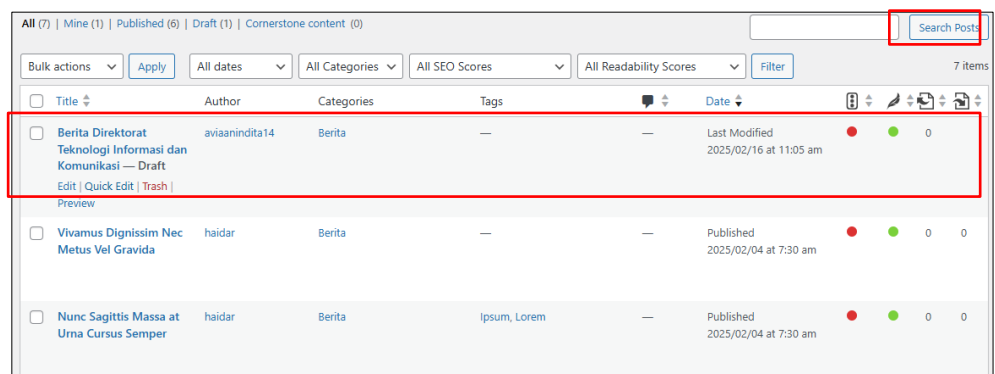 All (7) | Mine (1) | Published (6) | Draft (1) | Cornerstone content (0)
Search Posts
Bulk actions Apply All dates All Categories All SEO Scores All Readability Scores Filter 7 items
Title Author Categories Tags Date
Berita Direktorat aviaanindita14 Berita — — Last Modified 0
Teknologi Informasi dan 2025/02/16 at 11:05 am
Komunikasi — Draft
Edit | Quick Edit | Trash |
Preview
Vivamus Dignissim Nec haidar Berita — — Published 0 0
Metus Vel Gravida 2025/02/04 at 7:30 am
Nunc Sagittis Massa at haidar Berita Ipsum, Lorem — Published 0 0
Urna Cursus Semper 2025/02/04 at 7:30 am